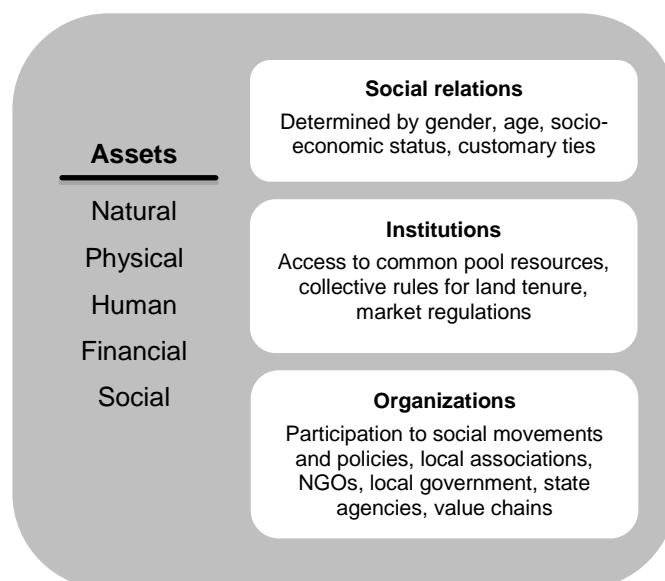 Assets
Natural
Physical
Human
Financial
Social
Social relations
Determined by gender, age, socio-
economic status, customary ties
Institutions
Access to common pool resources,
collective rules for land tenure,
market regulations
Organizations
Participation to social movements
and policies, local associations,
NGOs, local government, state
agencies, value chains